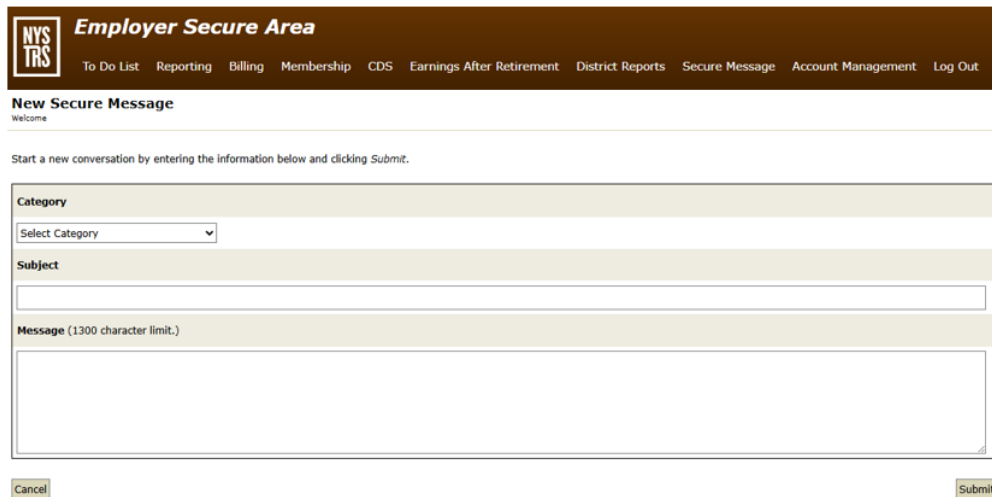 NYS
TRS
Employer Secure Area
To Do List Reporting Billing Membership CDS Earnings After Retirement District Reports Secure Message Account Management Log Out
New Secure Message
Welcome
Start a new conversation by entering the information below and clicking Submit.
Category
Select Category
Subject
Message (1300 character limit.)
Cancel Submit